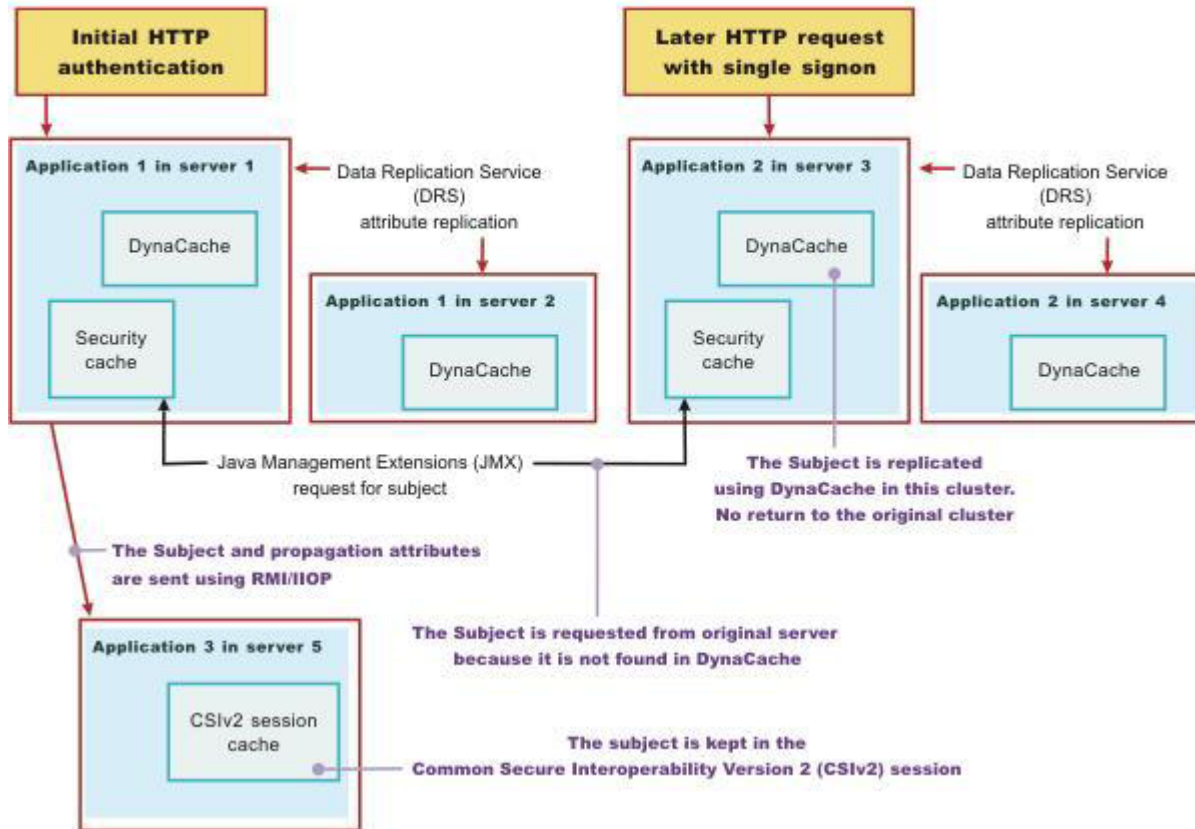 Initial HTTP
authentication
Later HTTP request
with single signon
Application 1 in server 1
DynaCache
Security
cache
Data Replication Service
(DRS)
attribute replication
Application 1 in server 2
DynaCache
Application 2 in server 3
DynaCache
Security
cache
Data Replication Service
(DRS)
attribute replication
Application 2 in server 4
DynaCache
Java Management Extensions (JMX)
request for subject
The Subject is replicated
using DynaCache in this cluster.
No return to the original cluster
The Subject and propagation attributes
are sent using RMI/IIOP
The Subject is requested from original server
because it is not found in DynaCache
Application 3 in server 5
CSIv2 session
cache
The subject is kept in the
Common Secure Interoperability Version 2 (CSIv2) session